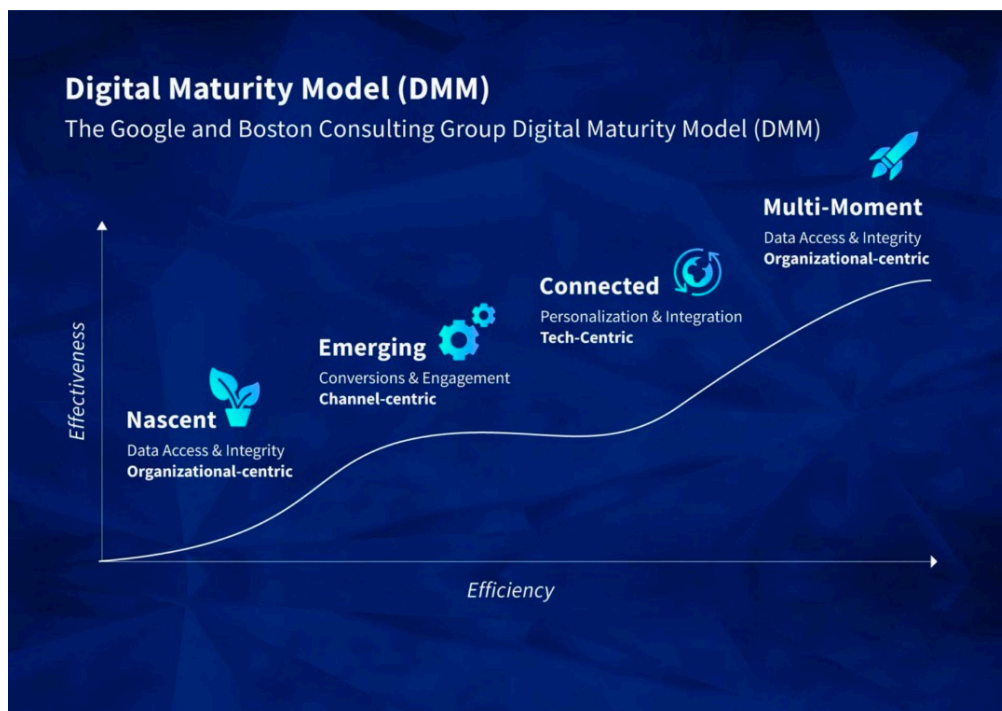 Digital Maturity Model (DMM)
The Google and Boston Consulting Group Digital Maturity Model (DMM)
Multi-Moment
Data Access & Integrity
Organizational-centric
Connected
Personalization & Integration
Tech-Centric
Emerging
Conversions & Engagement
Channel-centric
Nascent
Data Access & Integrity
Organizational-centric
Effectiveness
Efficiency